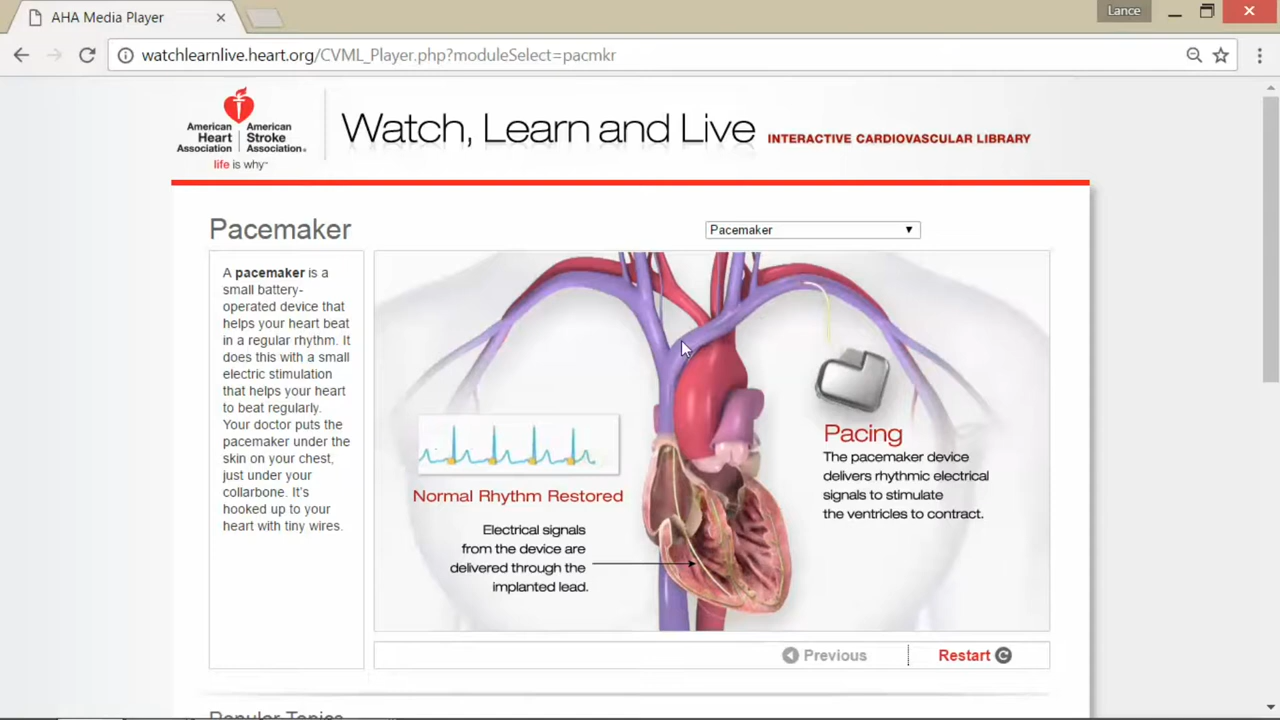 AHA Media Player
Lance
watchlearnlive.heart.org/CVML_Player.php?moduleSelect=pacmkr
American Heart Association
American Stroke Association®
life is why™
Watch, Learn and Live INTERACTIVE CARDIOVASCULAR LIBRARY
Pacemaker
Pacemaker
A pacemaker is a
small battery-
operated device that
helps your heart beat
in a regular rhythm. It
does this with a small
electric stimulation
that helps your heart
to beat regularly.
Your doctor puts the
pacemaker under the
skin on your chest,
just under your
collarbone. It's
hooked up to your
heart with tiny wires.
Normal Rhythm Restored
Electrical signals
from the device are
delivered through the
implanted lead.
Pacing
The pacemaker device
delivers rhythmic electrical
signals to stimulate
the ventricles to contract.
Previous
Restart
Popular Topics